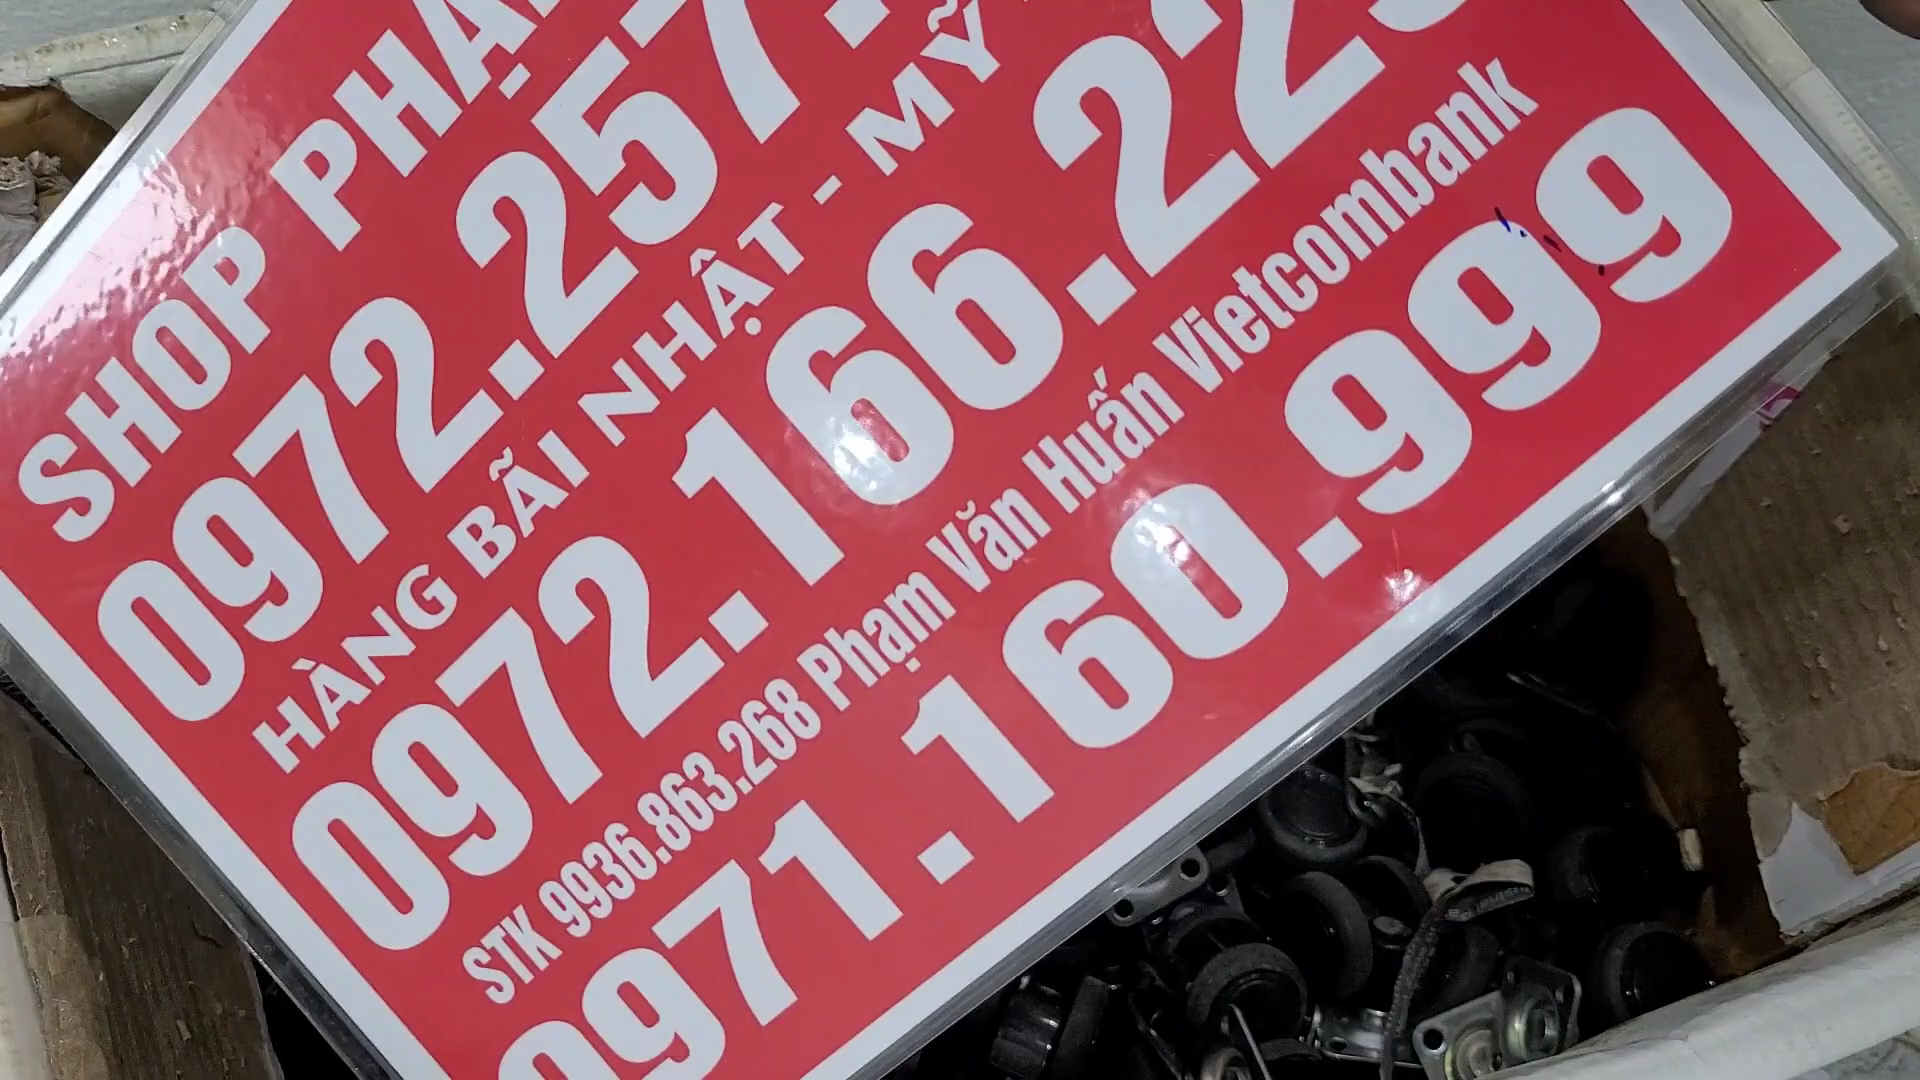 SHOP PHẠ
0972.257.
HÀNG BÃI NHẬT - MỸ
0972.166.22
STK 9936.863.268 Phạm Văn Huấn Vietcombank
0971.160.999